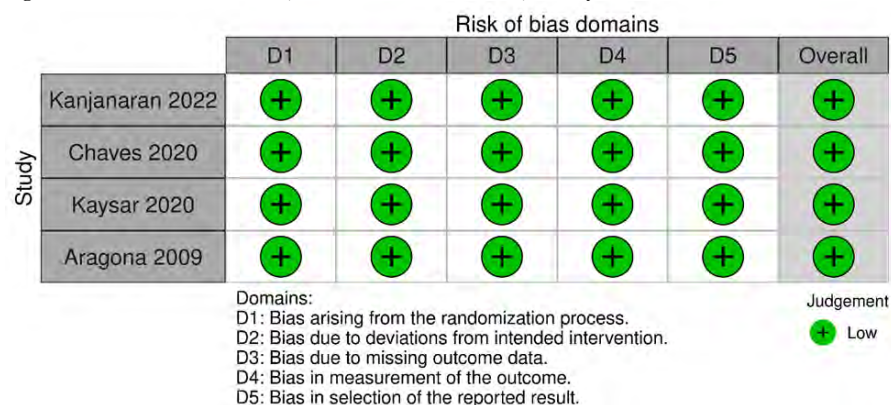 Risk of bias domains
D1 D2 D3 D4 D5 Overall
Study
Kanjanaran 2022 + + + + + +
Chaves 2020 + + + + + +
Kaysar 2020 + + + + + +
Aragona 2009 + + + + + +
Domains:
D1: Bias arising from the randomization process.
D2: Bias due to deviations from intended intervention.
D3: Bias due to missing outcome data.
D4: Bias in measurement of the outcome.
D5: Bias in selection of the reported result.
Judgement
+ Low